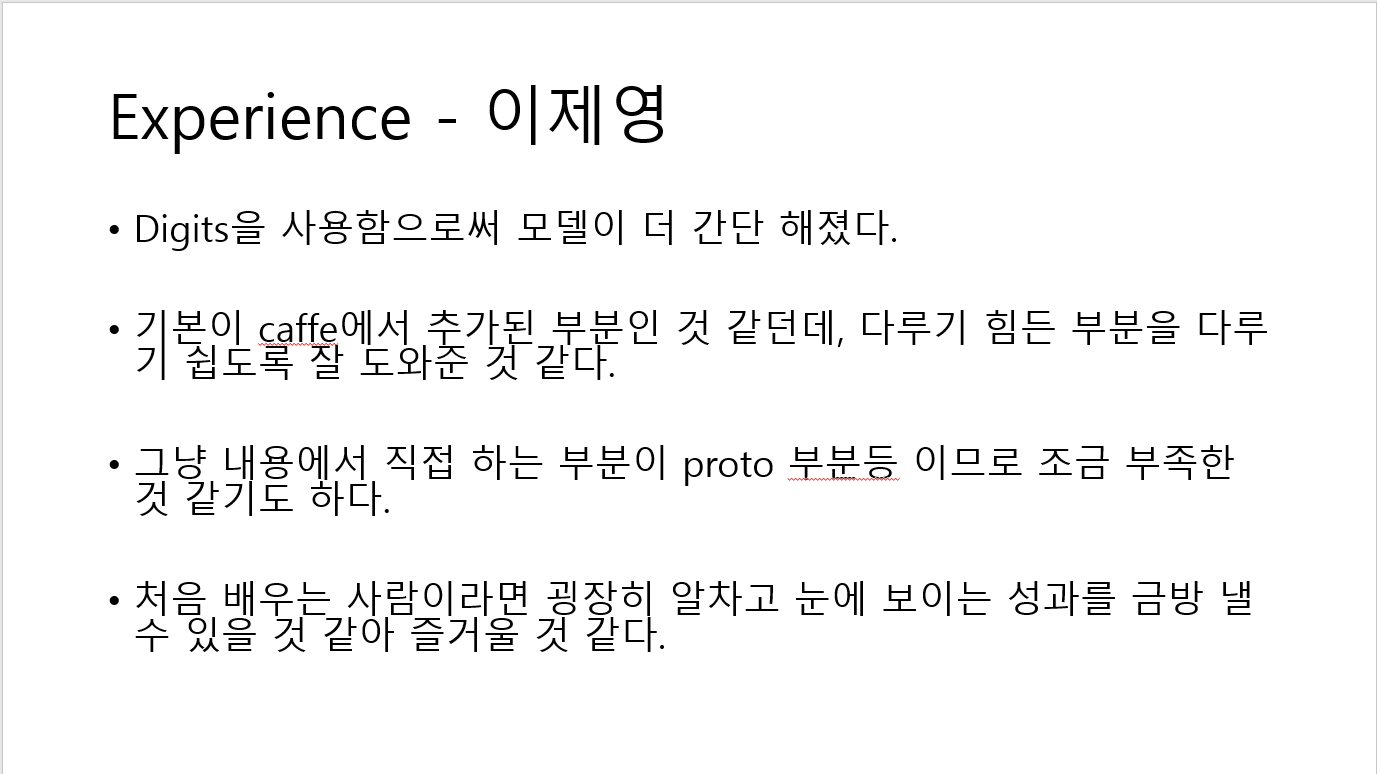 Experience - 이제영
• Digits을 사용함으로써 모델이 더 간단 해졌다.
• 기본이 caffe에서 추가된 부분인 것 같던데, 다루기 힘든 부분을 다루
기 쉽도록 잘 도와준 것 같다.
• 그냥 내용에서 직접 하는 부분이 proto 부분등 이므로 조금 부족한
것 같기도 하다.
• 처음 배우는 사람이라면 굉장히 알차고 눈에 보이는 성과를 금방 낼
수 있을 것 같아 즐거울 것 같다.